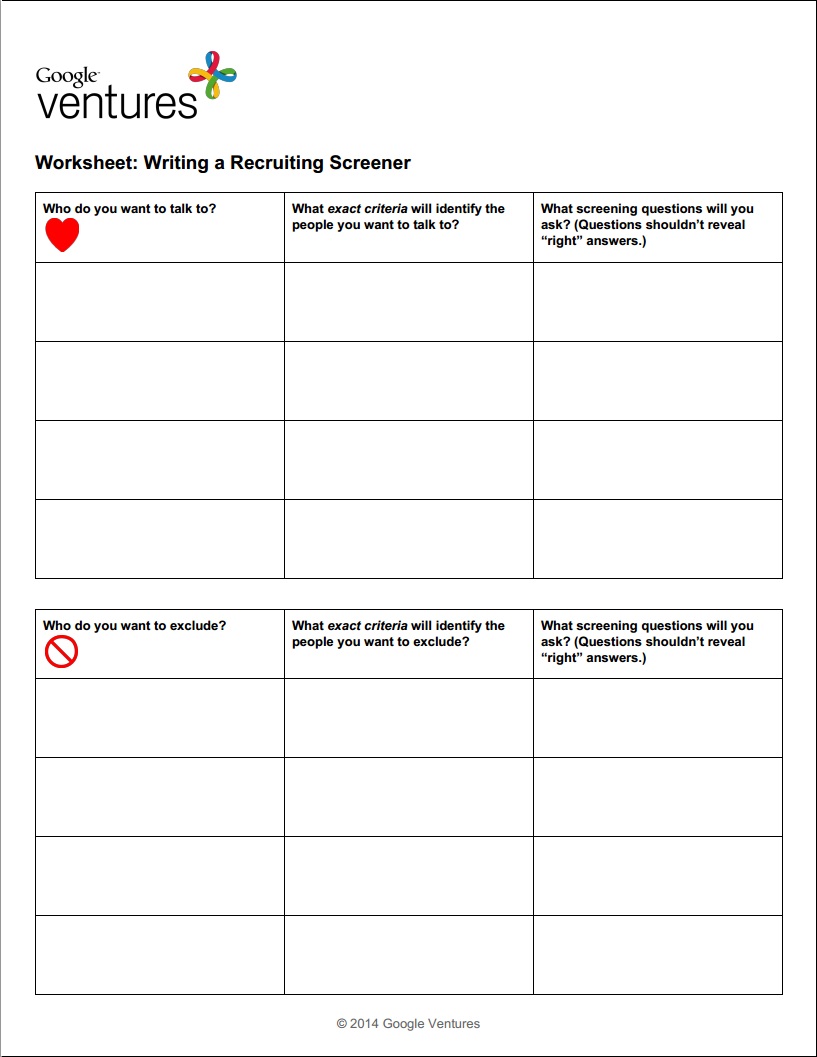 Google™
ventures
Worksheet: Writing a Recruiting Screener
Who do you want to talk to?
What exact criteria will identify the
people you want to talk to?
What screening questions will you
ask? (Questions shouldn’t reveal
“right” answers.)
Who do you want to exclude?
What exact criteria will identify the
people you want to exclude?
What screening questions will you
ask? (Questions shouldn’t reveal
“right” answers.)
© 2014 Google Ventures